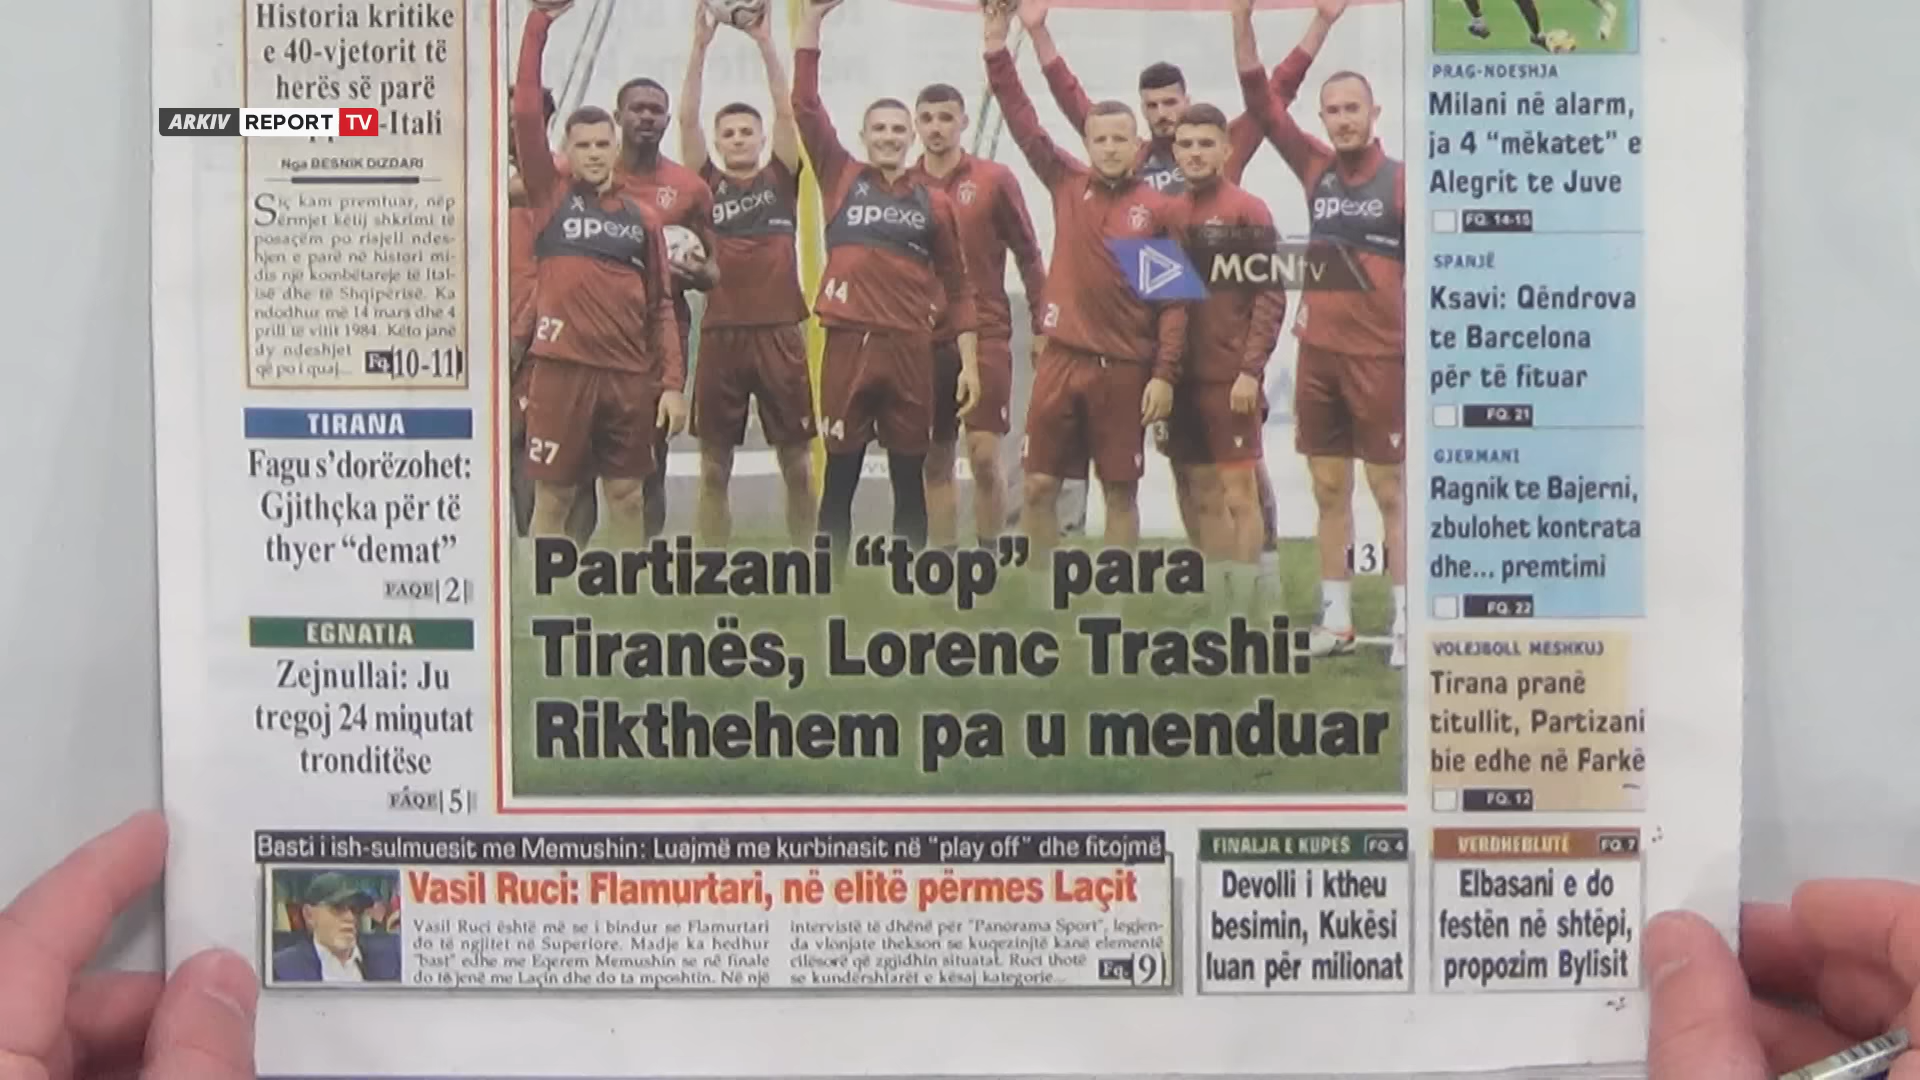 Historia kritike
e 40-vjetorit të
herës së parë
-Itali
ARKIV REPORT TV
Nga BESNIK DIZDARI
Siç kam premtuar, nëp
ërmjet këtij shkrimi të
posaçëm po risjell ndes-
hjen e parë në histori mi-
dis një kombëtareje të Ital-
isë dhe të Shqipërisë. Ka
ndodhur më 14 mars dhe 4
prill të vitit 1984. Këto janë
dy ndeshjet
që po i quaj...
Fq. 10-11
TIRANA
Fagu s'dorëzohet:
Gjithçka për të
thyer “demat”
FAQE 2
EGNATIA
Zejnullai: Ju
tregoj 24 minutat
tronditëse
FAQE 5
gpexe
gpexe
gpexe
gpe
gpexe
MCNtv
27
44
21
27
44
Partizani “top” para
Tiranës, Lorenc Trashi:
Rikthehem pa u menduar
3
PRAG-NDESHJA
Milani në alarm,
ja 4 “mëkatet” e
Alegrit te Juve
FQ. 14-15
SPANJË
Ksavi: Qëndrova
te Barcelona
për të fituar
FQ. 21
GJERMANI
Ragnik te Bajerni,
zbulohet kontrata
dhe... premtimi
FQ. 22
VOLEJBOLL MESHKUJ
Tirana pranë
titullit, Partizani
bie edhe në Farkë
FQ. 12
Basti i ish-sulmuesit me Memushin: Luajmë me kurbinasit në “play off” dhe fitojmë
Vasil Ruci: Flamurtari, në elitë përmes Laçit
Vasil Ruci është më se i bindur se Flamurtari
do të ngjitet në Superiore. Madje ka hedhur
“bast” edhe me Eqerem Memushin se në finale
do të jenë me Laçin dhe do ta mposhtin. Në një
intervistë të dhënë për “Panorama Sport”, legjen-
da vlonjate thekson se kuqezinjtë kanë elementë
cilësorë që zgjidhin situatat. Ruci thotë
se kundërshtarët e kësaj kategorie...
Fq. 9
FINALJA E KUPËS FQ. 4
Devolli i ktheu
besimin, Kukësi
luan për milionat
VERDHEBLUTË FQ. 7
Elbasani e do
festën në shtëpi,
propozim Bylisit